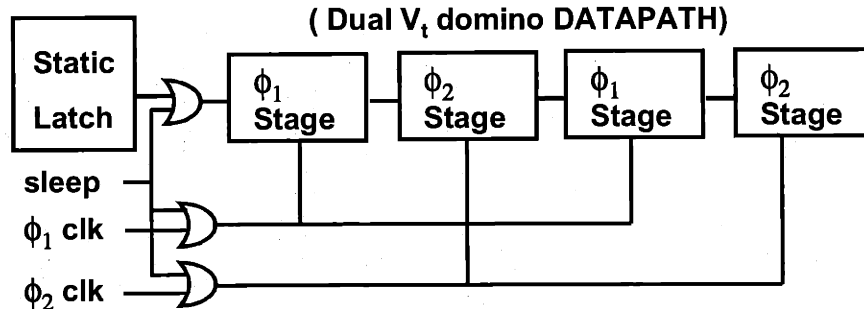 ( Dual Vt domino DATAPATH)
Static
Latch
ϕ1
Stage
ϕ2
Stage
ϕ1
Stage
ϕ2
Stage
sleep
ϕ1 clk
ϕ2 clk